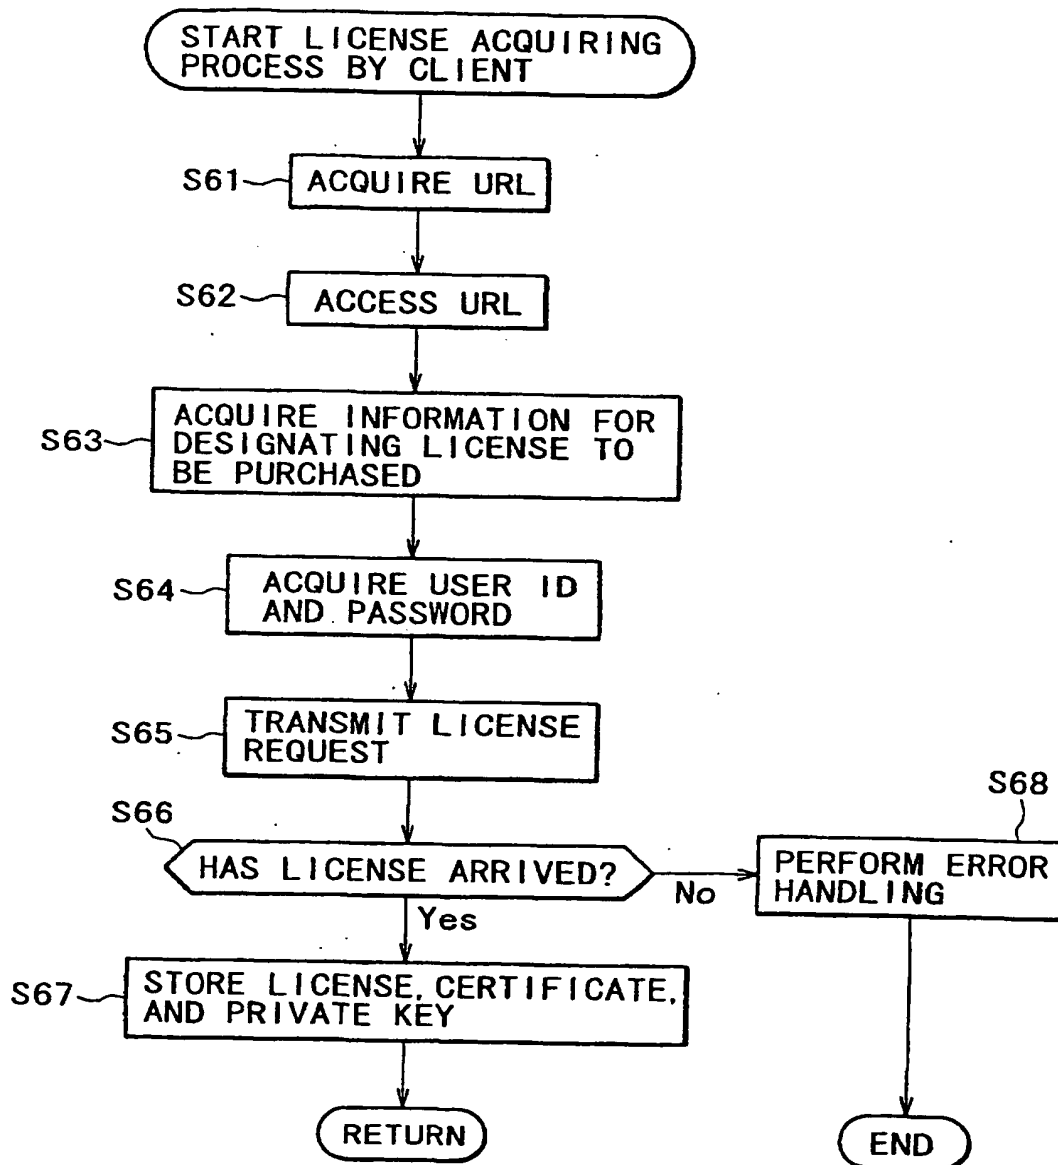 START LICENSE ACQUIRING
PROCESS BY CLIENT
S61
ACQUIRE URL
S62
ACCESS URL
S63
ACQUIRE INFORMATION FOR
DESIGNATING LICENSE TO
BE PURCHASED
S64
ACQUIRE USER ID
AND PASSWORD
S65
TRANSMIT LICENSE
REQUEST
S66
HAS LICENSE ARRIVED?
No
Yes
S68
PERFORM ERROR
HANDLING
S67
STORE LICENSE, CERTIFICATE,
AND PRIVATE KEY
RETURN
END